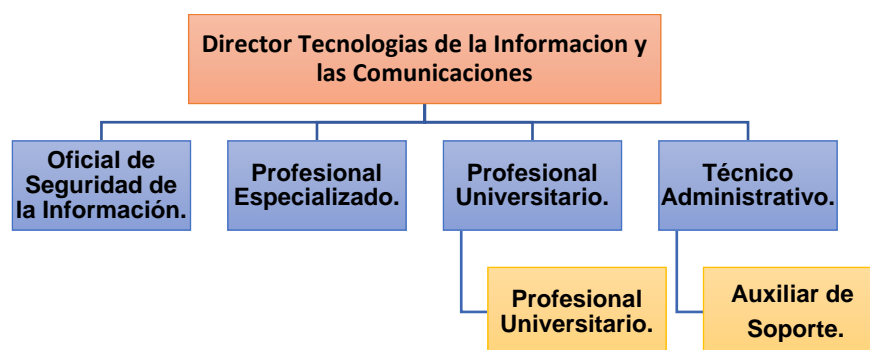 Director Tecnologias de la Informacion y
las Comunicaciones
Oficial de
Seguridad de
la Información.
Profesional
Especializado.
Profesional
Universitario.
Técnico
Administrativo.
Profesional
Universitario.
Auxiliar de
Soporte.